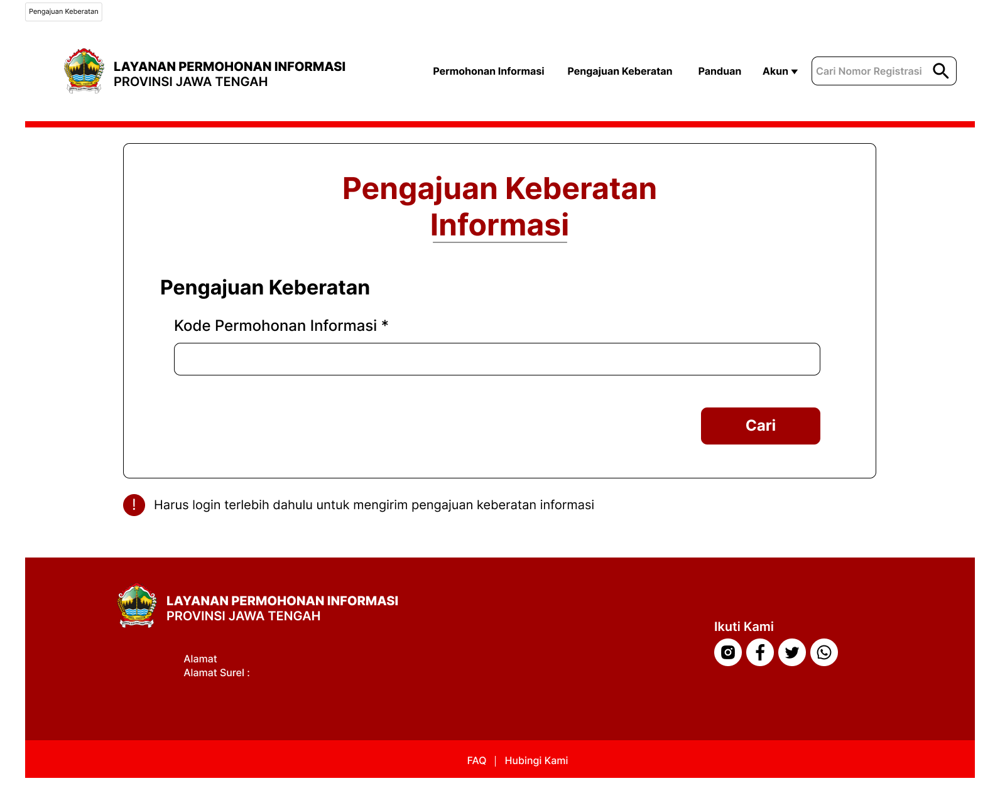 Pengajuan Keberatan
LAYANAN PERMOHONAN INFORMASI
PROVINSI JAWA TENGAH
Permohonan Informasi
Pengajuan Keberatan
Panduan
Akun
Cari Nomor Registrasi
Pengajuan Keberatan
Informasi
Pengajuan Keberatan
Kode Permohonan Informasi *
Cari
! Harus login terlebih dahulu untuk mengirim pengajuan keberatan informasi
LAYANAN PERMOHONAN INFORMASI
PROVINSI JAWA TENGAH
Alamat
Alamat Surel :
Ikuti Kami
FAQ | Hubingi Kami